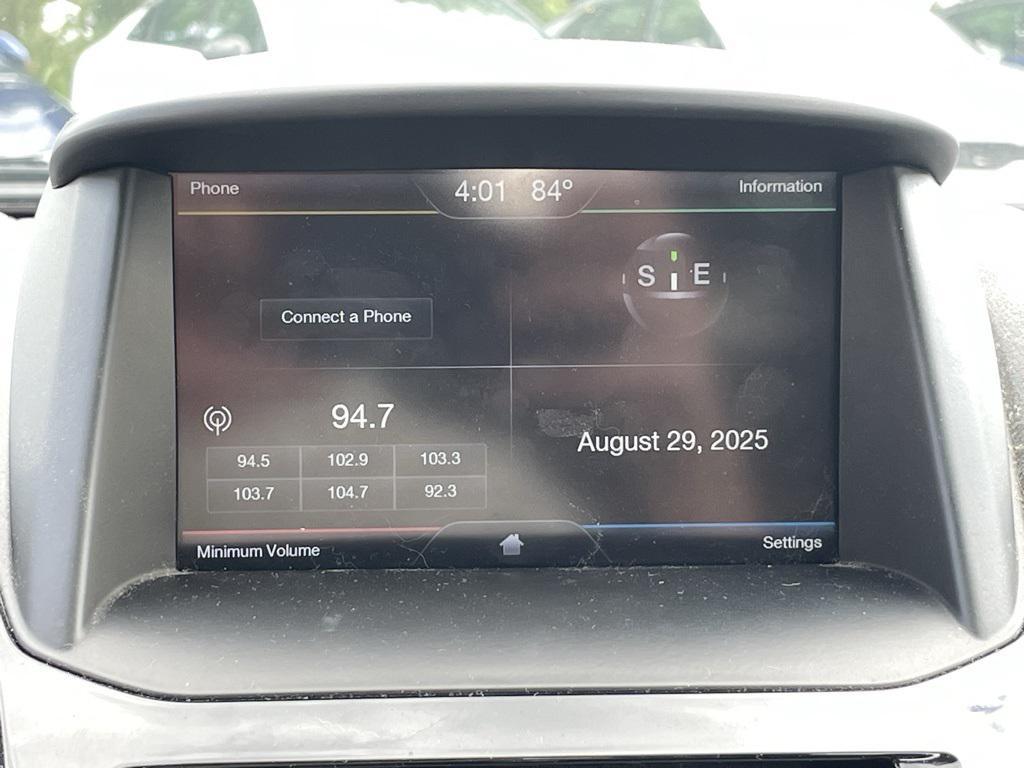 Phone 4:01 84° Information
S E
Connect a Phone
94.7
94.5 102.9 103.3
103.7 104.7 92.3
August 29, 2025
Minimum Volume Settings